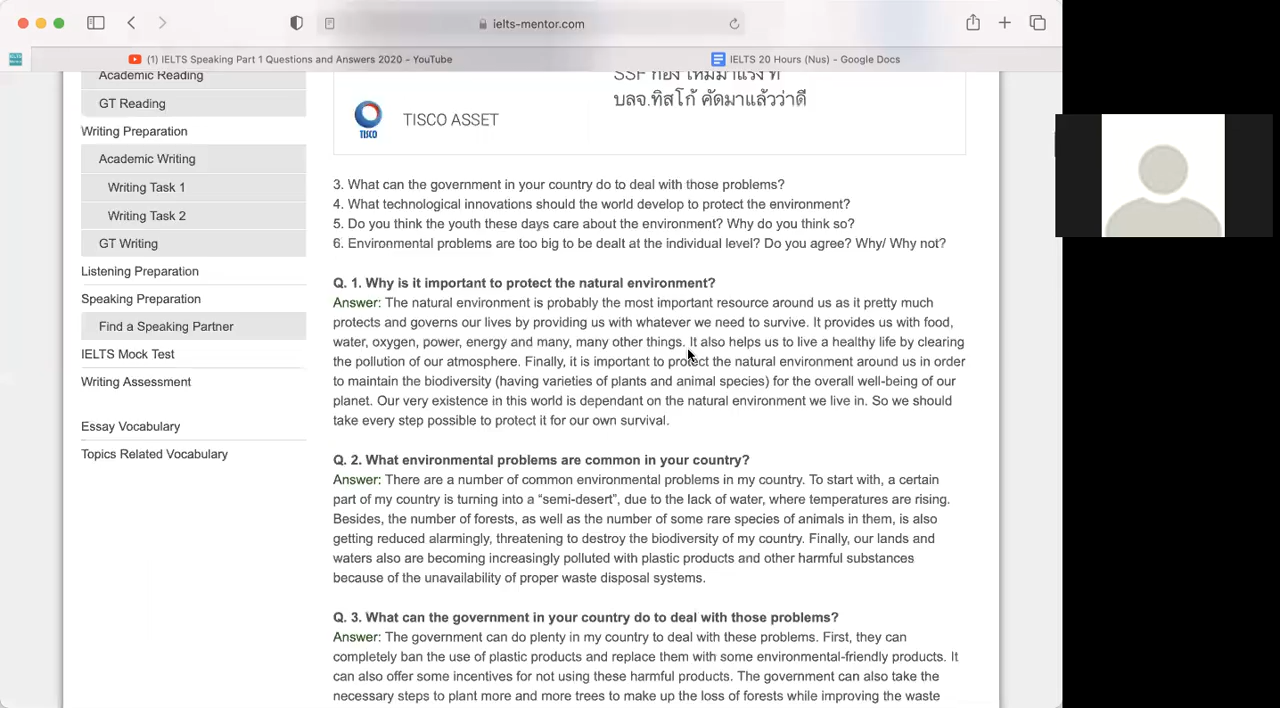 ielts-mentor.com
(1) IELTS Speaking Part 1 Questions and Answers 2020 - YouTube
IELTS 20 Hours (Nus) - Google Docs
Academic Reading
GT Reading
Writing Preparation
Academic Writing
Writing Task 1
Writing Task 2
GT Writing
Listening Preparation
Speaking Preparation
Find a Speaking Partner
IELTS Mock Test
Writing Assessment
Essay Vocabulary
Topics Related Vocabulary
SSF กอง ใหม่มาแรง ที่
บลจ.ทิสโก้ คัดมาแล้วว่าดี
TISCO
TISCO ASSET
3. What can the government in your country do to deal with those problems?
4. What technological innovations should the world develop to protect the environment?
5. Do you think the youth these days care about the environment? Why do you think so?
6. Environmental problems are too big to be dealt at the individual level? Do you agree? Why/ Why not?
Q. 1. Why is it important to protect the natural environment?
Answer: The natural environment is probably the most important resource around us as it pretty much
protects and governs our lives by providing us with whatever we need to survive. It provides us with food,
water, oxygen, power, energy and many, many other things. It also helps us to live a healthy life by clearing
the pollution of our atmosphere. Finally, it is important to protect the natural environment around us in order
to maintain the biodiversity (having varieties of plants and animal species) for the overall well-being of our
planet. Our very existence in this world is dependant on the natural environment we live in. So we should
take every step possible to protect it for our own survival.
Q. 2. What environmental problems are common in your country?
Answer: There are a number of common environmental problems in my country. To start with, a certain
part of my country is turning into a “semi-desert”, due to the lack of water, where temperatures are rising.
Besides, the number of forests, as well as the number of some rare species of animals in them, is also
getting reduced alarmingly, threatening to destroy the biodiversity of my country. Finally, our lands and
waters also are becoming increasingly polluted with plastic products and other harmful substances
because of the unavailability of proper waste disposal systems.
Q. 3. What can the government in your country do to deal with those problems?
Answer: The government can do plenty in my country to deal with these problems. First, they can
completely ban the use of plastic products and replace them with some environmental-friendly products. It
can also offer some incentives for not using these harmful products. The government can also take the
necessary steps to plant more and more trees to make up the loss of forests while improving the waste